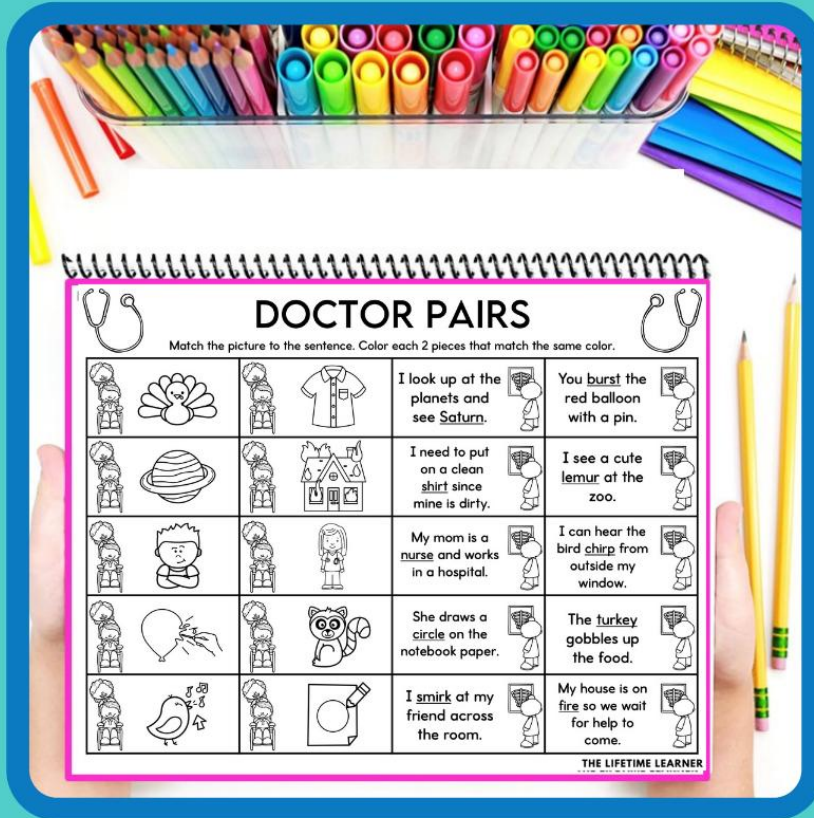 DOCTOR PAIRS
Match the picture to the sentence. Color each 2 pieces that match the same color.
I look up at the
planets and
see Saturn.
You burst the
red balloon
with a pin.
I need to put
on a clean
shirt since
mine is dirty.
I see a cute
lemur at the
zoo.
My mom is a
nurse and works
in a hospital.
I can hear the
bird chirp from
outside my
window.
She draws a
circle on the
notebook paper.
The turkey
gobbles up
the food.
I smirk at my
friend across
the room.
My house is on
fire so we wait
for help to
come.
THE LIFETIME LEARNER